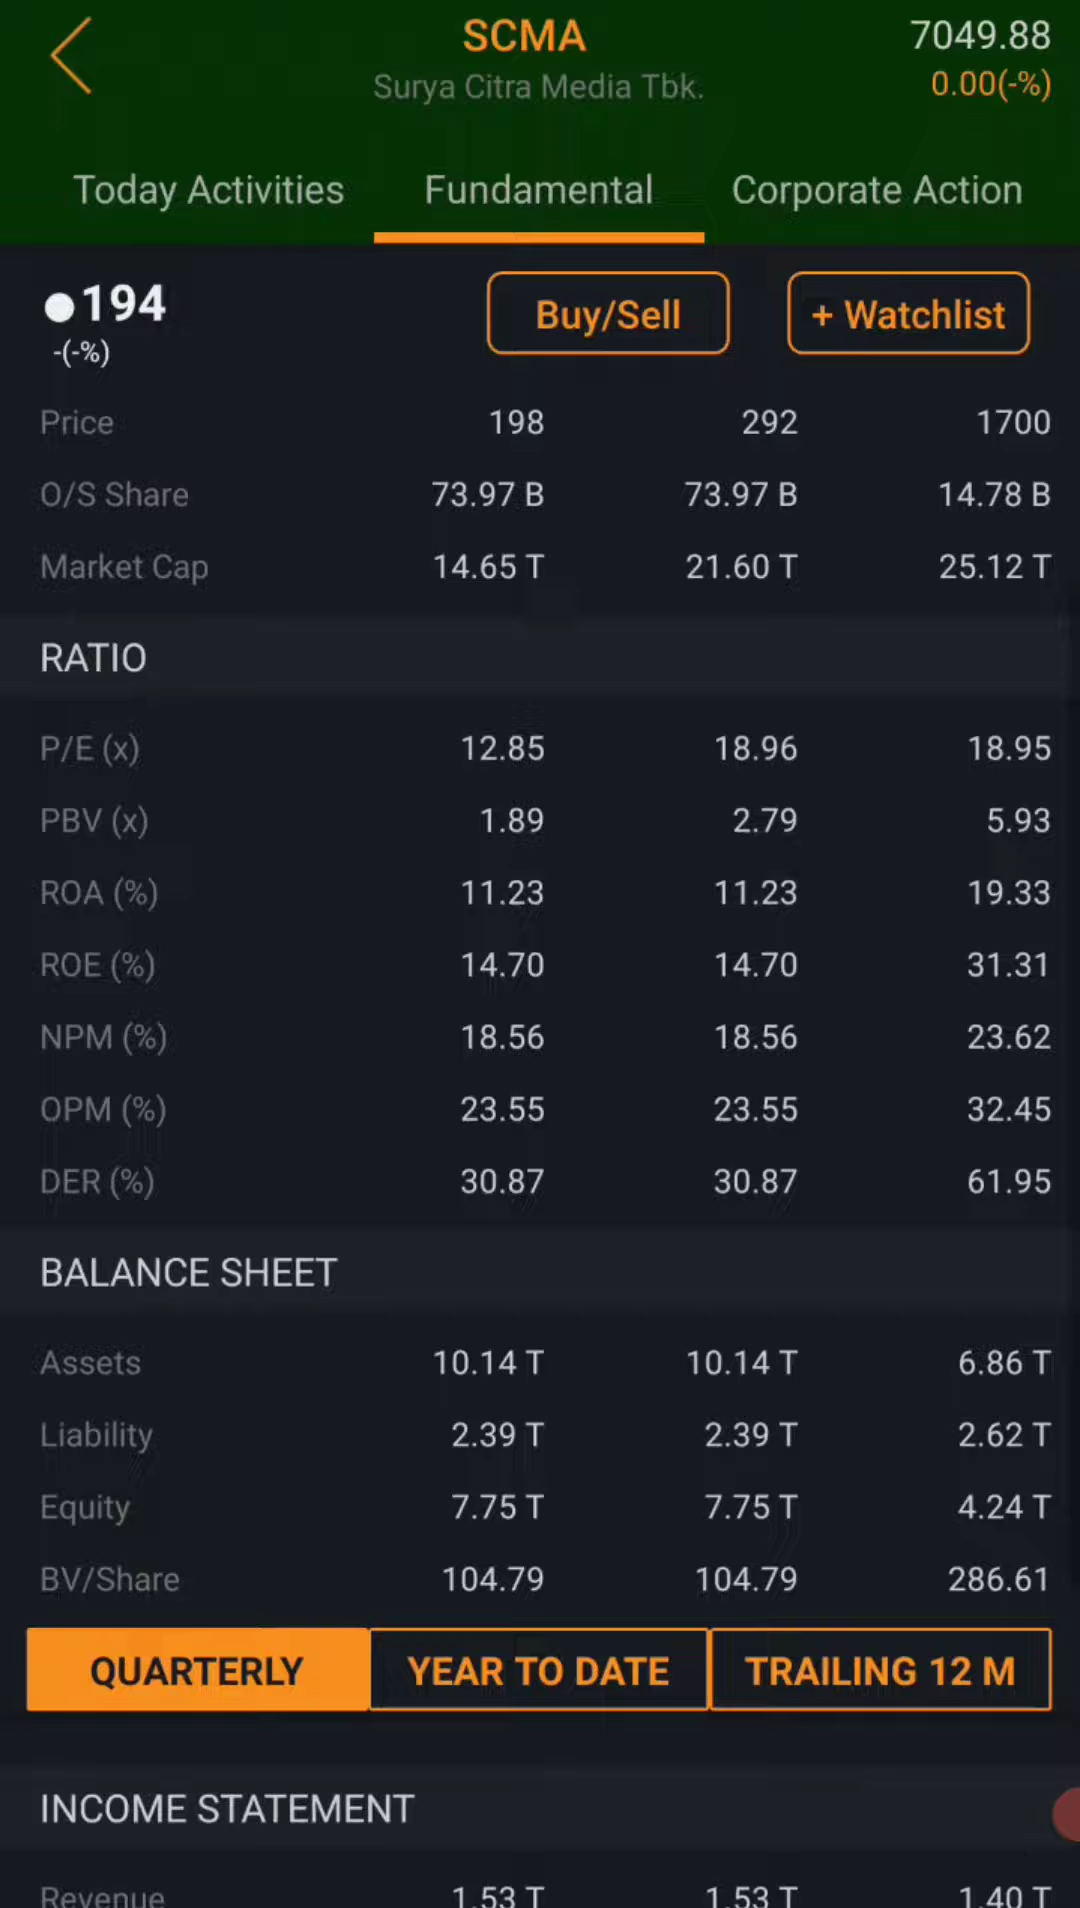 SCMA 7049.88
Surya Citra Media Tbk. 0.00(-%)
Today Activities Fundamental Corporate Action
194 Buy/Sell + Watchlist
-(-%)
Price 198 292 1700
O/S Share 73.97 B 73.97 B 14.78 B
Market Cap 14.65 T 21.60 T 25.12 T
RATIO
P/E (x) 12.85 18.96 18.95
PBV (x) 1.89 2.79 5.93
ROA (%) 11.23 11.23 19.33
ROE (%) 14.70 14.70 31.31
NPM (%) 18.56 18.56 23.62
OPM (%) 23.55 23.55 32.45
DER (%) 30.87 30.87 61.95
BALANCE SHEET
Assets 10.14 T 10.14 T 6.86 T
Liability 2.39 T 2.39 T 2.62 T
Equity 7.75 T 7.75 T 4.24 T
BV/Share 104.79 104.79 286.61
QUARTERLY YEAR TO DATE TRAILING 12 M
INCOME STATEMENT
Revenue 1.53 T 1.53 T 1.40 T